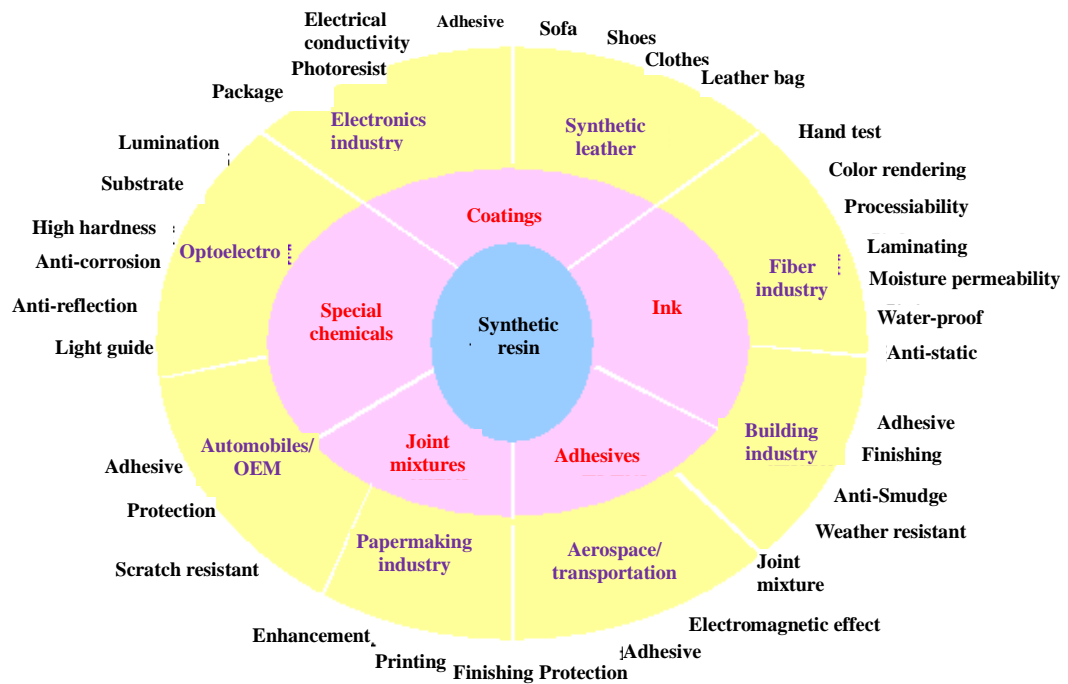 Electrical
conductivity
Adhesive
Sofa
Shoes
Clothes
Leather bag
Photoresist
Package
Electronics
industry
Synthetic
leather
Hand test
Lumination
Color rendering
Substrate
Processiability
Coatings
High hardness
Optoelectro
Anti-corrosion
Laminating
Fiber
industry
Moisture permeability
Anti-reflection
Special
chemicals
Ink
Water-proof
Synthetic
resin
Light guide
Anti-static
Automobiles/
OEM
Joint
mixtures
Adhesives
Building
industry
Adhesive
Finishing
Adhesive
Anti-Smudge
Protection
Weather resistant
Papermaking
industry
Aerospace/
transportation
Scratch resistant
Joint
mixture
Enhancement
Electromagnetic effect
Printing
Finishing Protection
Adhesive